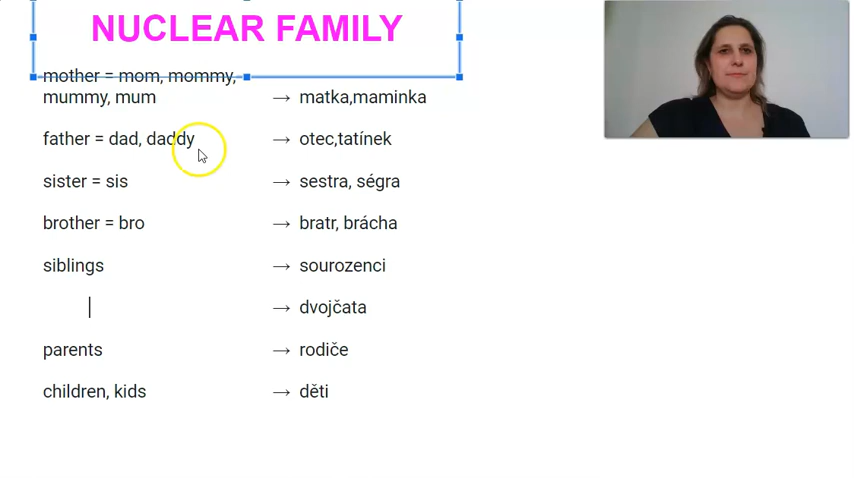 NUCLEAR FAMILY
mother = mom, mommy,
mummy, mum → matka,maminka
father = dad, daddy → otec,tatínek
sister = sis → sestra, ségra
brother = bro → bratr, brácha
siblings → sourozenci
→ dvojčata
parents → rodiče
children, kids → děti